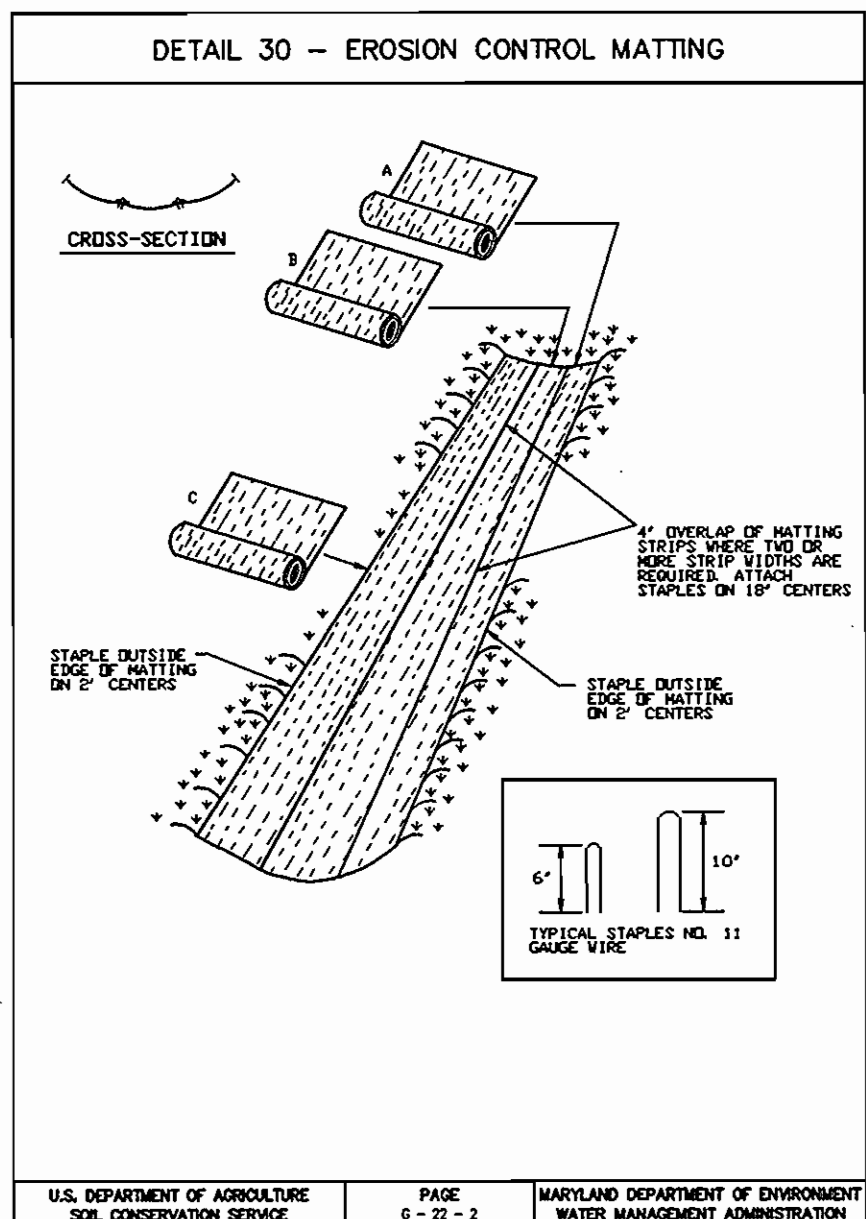 DETAIL 30 - EROSION CONTROL MATTING
A
CROSS-SECTION
B
C
4" OVERLAP OF MATTING
STRIPS WHERE TWO OR
MORE STRIP WIDTHS ARE
REQUIRED. ATTACH
STAPLES ON 18" CENTERS
STAPLE OUTSIDE
EDGE OF MATTING
ON 2' CENTERS
STAPLE OUTSIDE
EDGE OF MATTING
ON 2' CENTERS
6"
10"
TYPICAL STAPLES NO. 11
GAUGE WIRE
U.S. DEPARTMENT OF AGRICULTURE
SOIL CONSERVATION SERVICE
PAGE
G - 22 - 2
MARYLAND DEPARTMENT OF ENVIRONMENT
WATER MANAGEMENT ADMINISTRATION